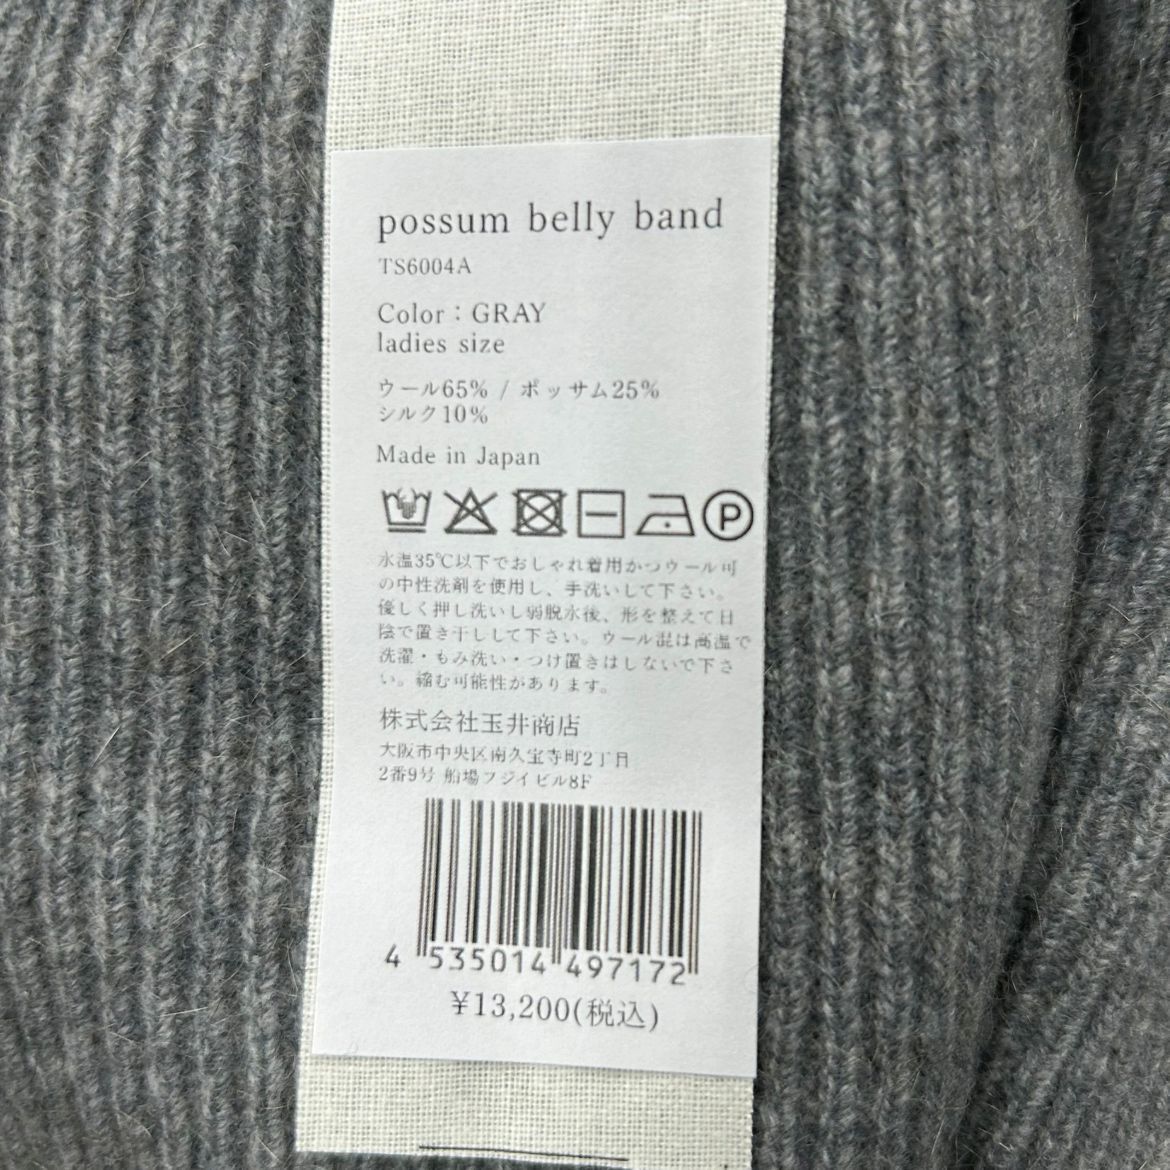 possum belly band
TS6004A
Color：GRAY
ladies size
ウール65% / ポッサム25%
シルク10%
Made in Japan
P
水温35℃以下でおしゃれ着用かつウール可
の中性洗剤を使用し、手洗いして下さい。
優しく押し洗いし弱脱水後、形を整えて日
陰で置き干しして下さい。ウール混は高温で
洗濯・もみ洗い・つけ置きはしないで下さ
い。縮む可能性があります。
株式会社玉井商店
大阪市中央区南久宝寺町2丁目
2番9号 船場フジイビル8F
4 535014 497172
¥13,200(税込)